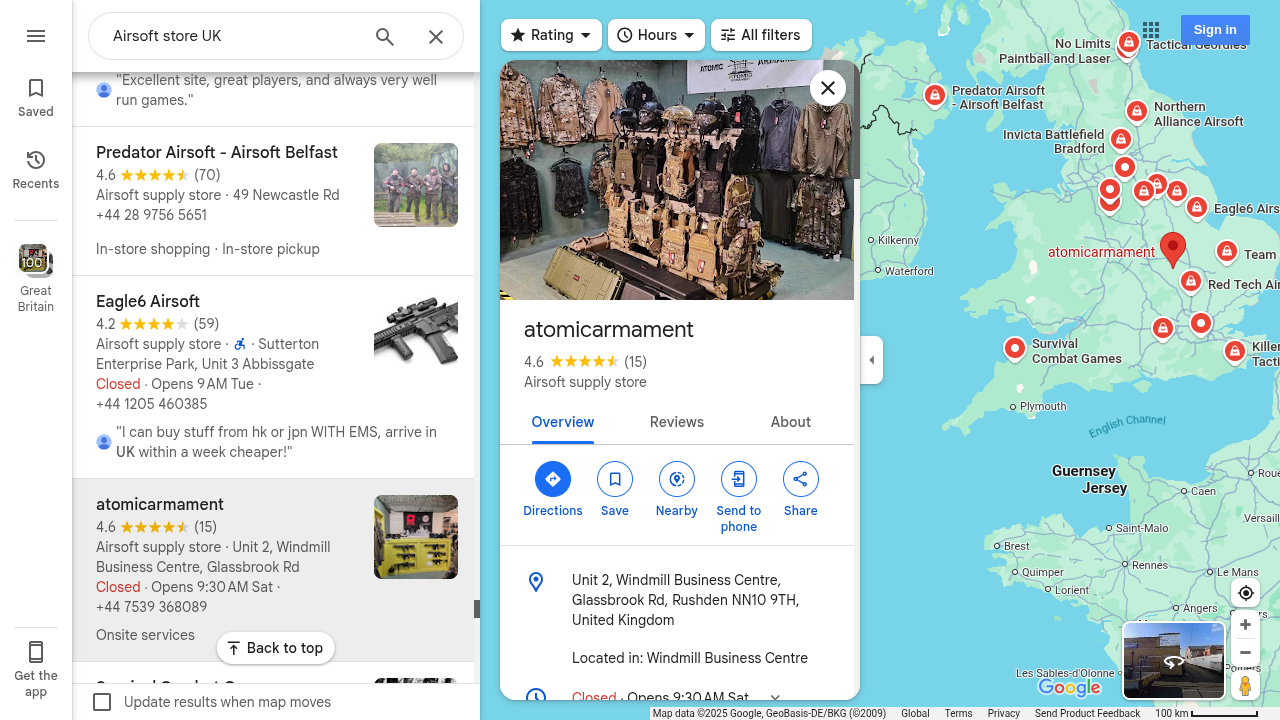 Airsoft store UK
Rating
Hours
All filters
Sign in
Saved
Recents
Great
Britain
Get the
app
"Excellent site, great players, and always very well
run games."
Predator Airsoft - Airsoft Belfast
4.6 (70)
Airsoft supply store · 49 Newcastle Rd
+44 28 9756 5651
In-store shopping · In-store pickup
Eagle6 Airsoft
4.2 (59)
Airsoft supply store · · Sutterton
Enterprise Park, Unit 3 Abbissgate
Closed · Opens 9 AM Tue ·
+44 1205 460385
"I can buy stuff from hk or jpn WITH EMS, arrive in
UK within a week cheaper!"
atomicarmament
4.6 (15)
Airsoft supply store · Unit 2, Windmill
Business Centre, Glassbrook Rd
Closed · Opens 9:30 AM Sat ·
+44 7539 368089
Onsite services
Back to top
Update results when map moves
ATOMIC
atomicarmament
4.6 (15)
Airsoft supply store
Overview
Reviews
About
Directions
Save
Nearby
Send to
phone
Share
Unit 2, Windmill Business Centre,
Glassbrook Rd, Rushden NN10 9TH,
United Kingdom
Located in: Windmill Business Centre
Closed · Opens 9:30 AM Sat
No Limits
Paintball and Laser
Tactical Geordies
Predator Airsoft
- Airsoft Belfast
Northern
Alliance Airsoft
Invicta Battlefield
Bradford
Eagle6 Airs
Kilkenny
atomicarmament
Team
Waterford
Red Tech Air
Survival
Combat Games
Killer
Tacti
Plymouth
English Channel
Guernsey
Jersey
Caen
Roue
Saint-Malo
Versaill
Brest
Quimper
Rennes
Le Mans
Lorient
Angers
Les Sables-d'Olonne
Poitiers
Google
Map data ©2025 Google, GeoBasis-DE/BKG (©2009)
Global
Terms
Privacy
Send Product Feedback
100 km